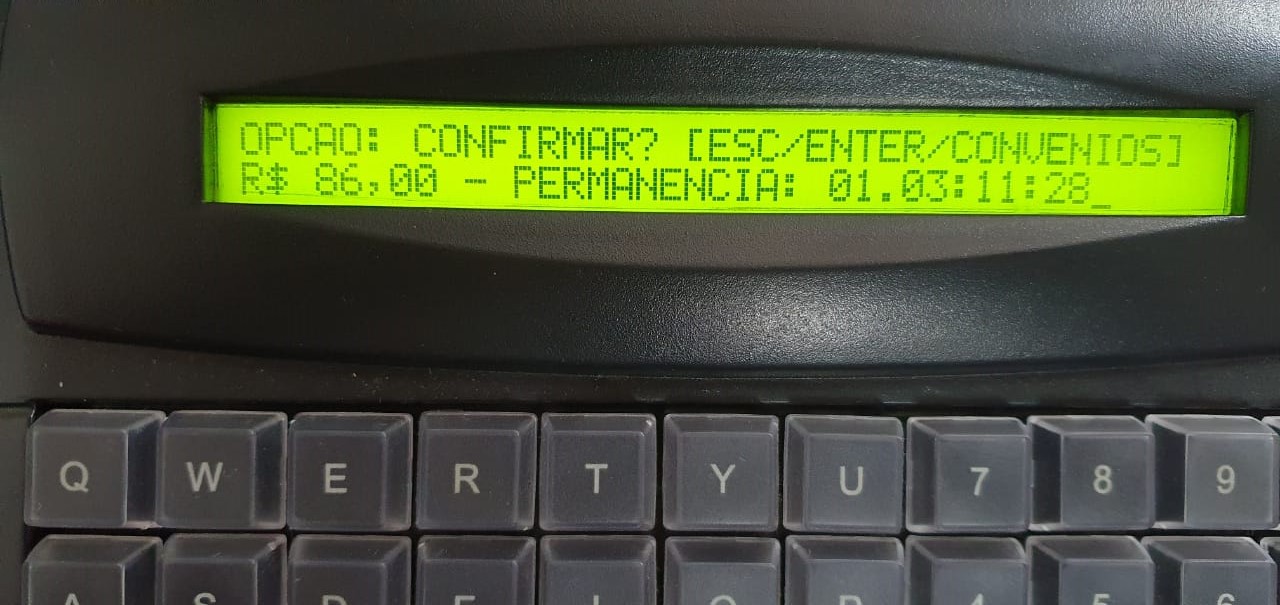 OPCAO: CONFIRMAR? [ESC/ENTER/CONVENIOS]
R$ 86,00 - PERMANENCIA: 01.03:11:28_
Q W E R T Y U 7 8 9